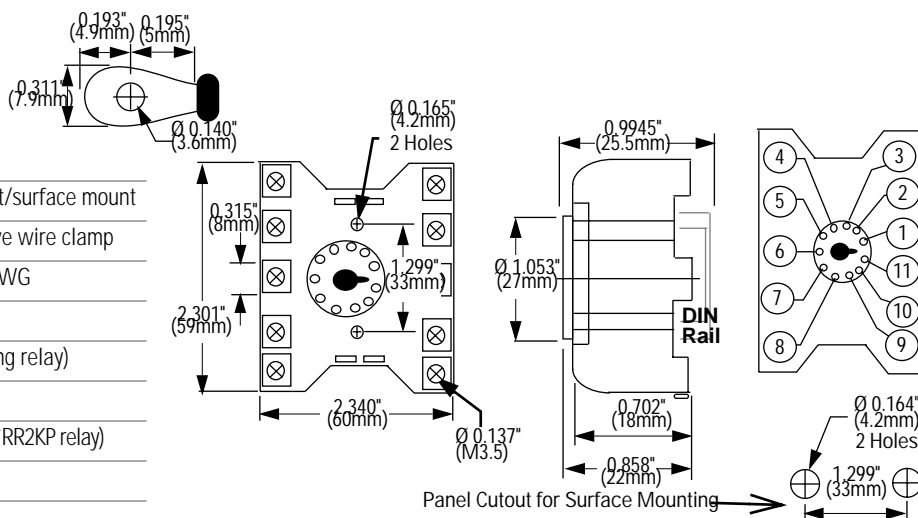 0.193"
(4.9mm)
0.195"
(5mm)
0.311"
(7.9mm)
Ø 0.140"
(3.6mm)
t/surface mount
ve wire clamp
WG
ng relay)
RR2KP relay)
Ø 0.165"
(4.2mm)
2 Holes
0.315"
(8mm)
1.299"
(33mm)
2.301"
(59mm)
2.340"
(60mm)
Ø 0.137"
(M3.5)
0.9945"
(25.5mm)
Ø 1.053"
(27mm)
DIN
Rail
0.702"
(18mm)
0.858"
(22mm)
4
3
5
2
1
6
11
7
10
8
9
Ø 0.164"
(4.2mm)
2 Holes
1.299"
(33mm)
Panel Cutout for Surface Mounting